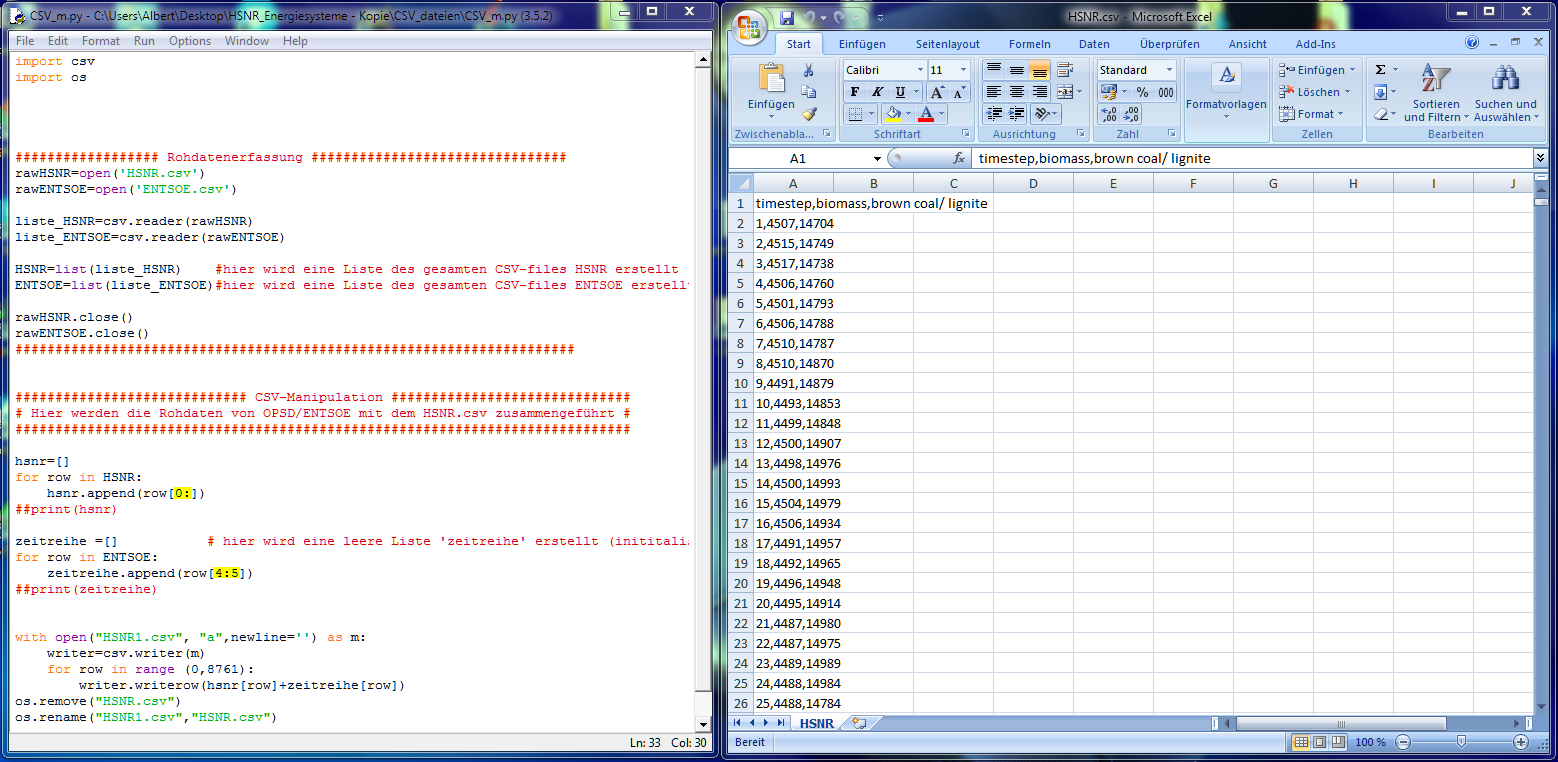 CSV_m.py - C:\Users\Albert\Desktop\HSNR_Energiesysteme - Kopie\CSV_dateien\CSV_m.py (3.5.2)
File Edit Format Run Options Window Help
import csv
import os
################## Rohdatenerfassung ################################
rawHSNR=open('HSNR.csv')
rawENTSOE=open('ENTSOE.csv')
liste_HSNR=csv.reader(rawHSNR)
liste_ENTSOE=csv.reader(rawENTSOE)
HSNR=list(liste_HSNR) #hier wird eine Liste des gesamten CSV-files HSNR erstellt
ENTSOE=list(liste_ENTSOE)#hier wird eine Liste des gesamten CSV-files ENTSOE erstell
rawHSNR.close()
rawENTSOE.close()
######################################################################
############################# CSV-Manipulation ##############################
# Hier werden die Rohdaten von OPSD/ENTSOE mit dem HSNR.csv zusammengeführt #
#############################################################################
hsnr=[]
for row in HSNR:
hsnr.append(row[0:])
##print(hsnr)
zeitreihe =[] # hier wird eine leere Liste 'zeitreihe' erstellt (inititali
for row in ENTSOE:
zeitreihe.append(row[4:5])
##print(zeitreihe)
with open("HSNR1.csv", "a",newline='') as m:
writer=csv.writer(m)
for row in range (0,8761):
writer.writerow(hsnr[row]+zeitreihe[row])
os.remove("HSNR.csv")
os.rename("HSNR1.csv","HSNR.csv")
Ln: 33 Col: 30
HSNR.csv - Microsoft Excel
Start Einfügen Seitenlayout Formeln Daten Überprüfen Ansicht Add-Ins
Einfügen
Zwischenabla...
Calibri 11
F K U A A
Schriftart
Ausrichtung
Standard
% 000
Zahl
Formatvorlagen
Einfügen
Löschen
Format
Zellen
Σ
Sortieren und Filtern
Suchen und Auswählen
Bearbeiten
A1 fx timestep,biomass,brown coal/ lignite
A B C D E F G H I J
1 timestep,biomass,brown coal/ lignite
2 1,4507,14704
3 2,4515,14749
4 3,4517,14738
5 4,4506,14760
6 5,4501,14793
7 6,4506,14788
8 7,4510,14787
9 8,4510,14870
10 9,4491,14879
11 10,4493,14853
12 11,4499,14848
13 12,4500,14907
14 13,4498,14976
15 14,4500,14993
16 15,4504,14979
17 16,4506,14934
18 17,4491,14957
19 18,4492,14965
20 19,4496,14948
21 20,4495,14914
22 21,4487,14980
23 22,4487,14975
24 23,4489,14989
25 24,4488,14984
26 25,4488,14784
HSNR
Bereit 100 %